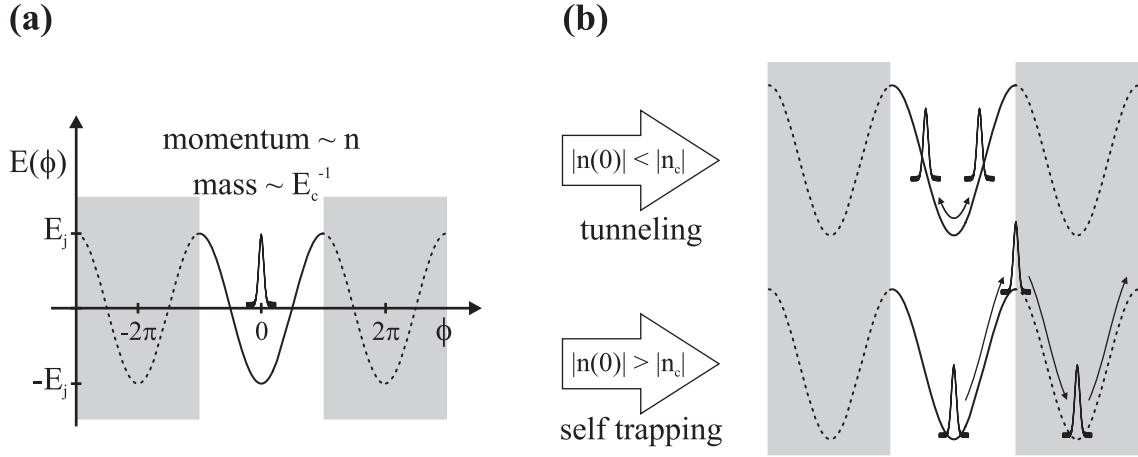 (a)
momentum ~ n
mass ~ E_c^-1
E(ϕ)
E_j
-2π 0 2π ϕ
-E_j
(b)
|n(0)| < |n_c|
tunneling
|n(0)| > |n_c|
self trapping